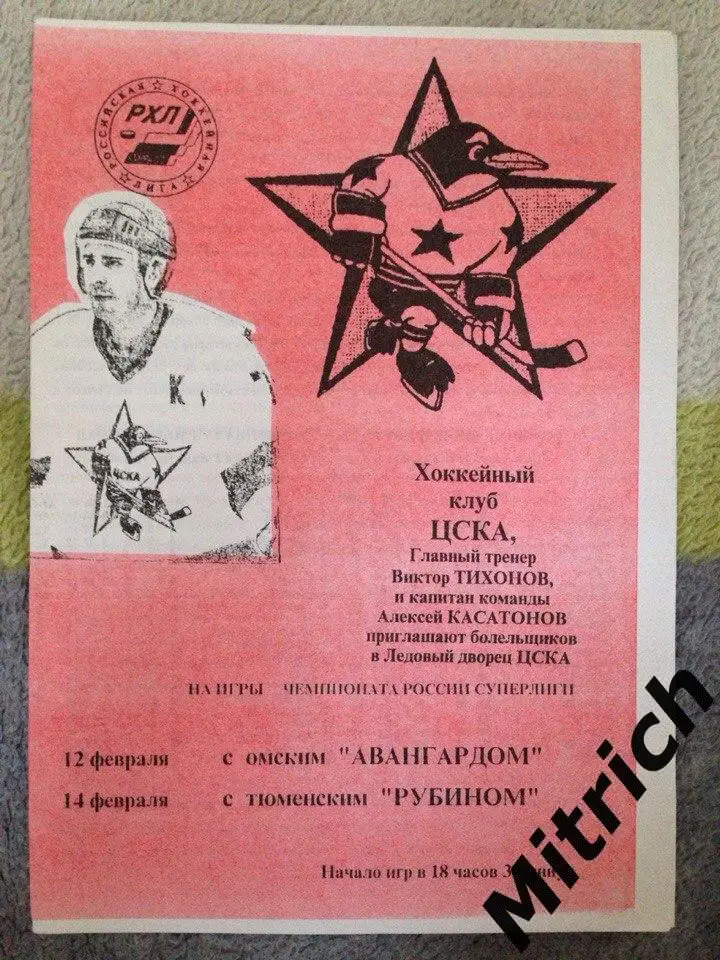 РОССИЙСКАЯ ХОККЕЙНАЯ ЛИГА
РХЛ
К
ЦСКА
Хоккейный
клуб
ЦСКА,
Главный тренер
Виктор ТИХОНОВ,
и капитан команды
Алексей КАСАТОНОВ
приглашают болельщиков
в Ледовый дворец ЦСКА
НА ИГРЫ ЧЕМПИОНАТА РОССИИ СУПЕРЛИГИ
12 февраля с омским "АВАНГАРДОМ"
14 февраля с тюменским "РУБИНОМ"
Начало игр в 18 часов
Mitrich